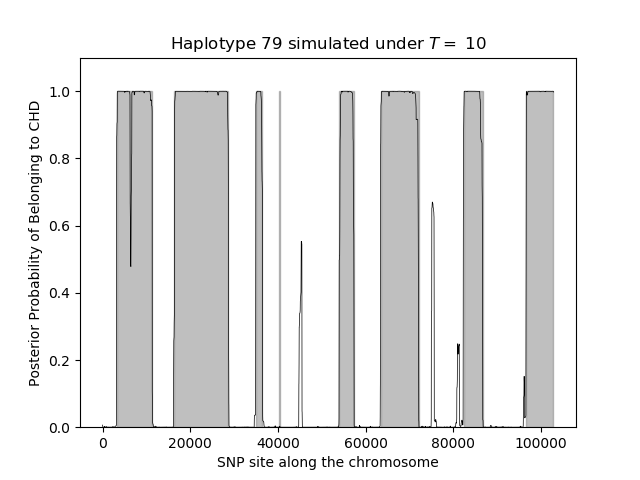 Haplotype 79 simulated under T = 10
Posterior Probability of Belonging to CHD
1.0
0.8
0.6
0.4
0.2
0.0
0 20000 40000 60000 80000 100000
SNP site along the chromosome